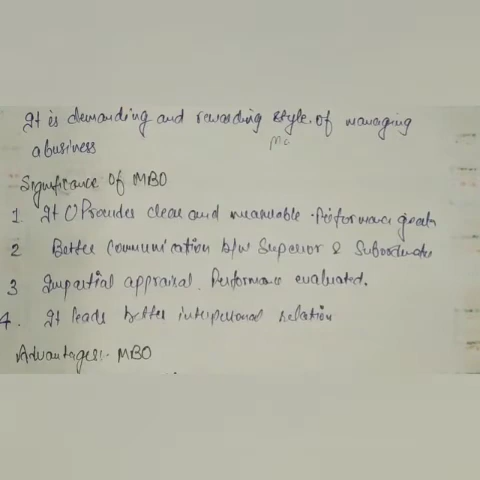 It is demanding and rewarding style of managing
a business
Significance of MBO
1 It Provides clear and measurable Performance goals
2 Better Communication b/w Superior & Subordinates
3 Impartial appraisal Performance evaluated.
4. It leads better interpersonal relation
Advantages:- MBO